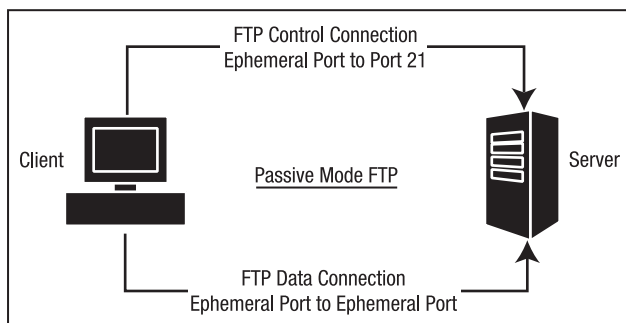 FTP Control Connection
Ephemeral Port to Port 21
Client
Server
Passive Mode FTP
FTP Data Connection
Ephemeral Port to Ephemeral Port